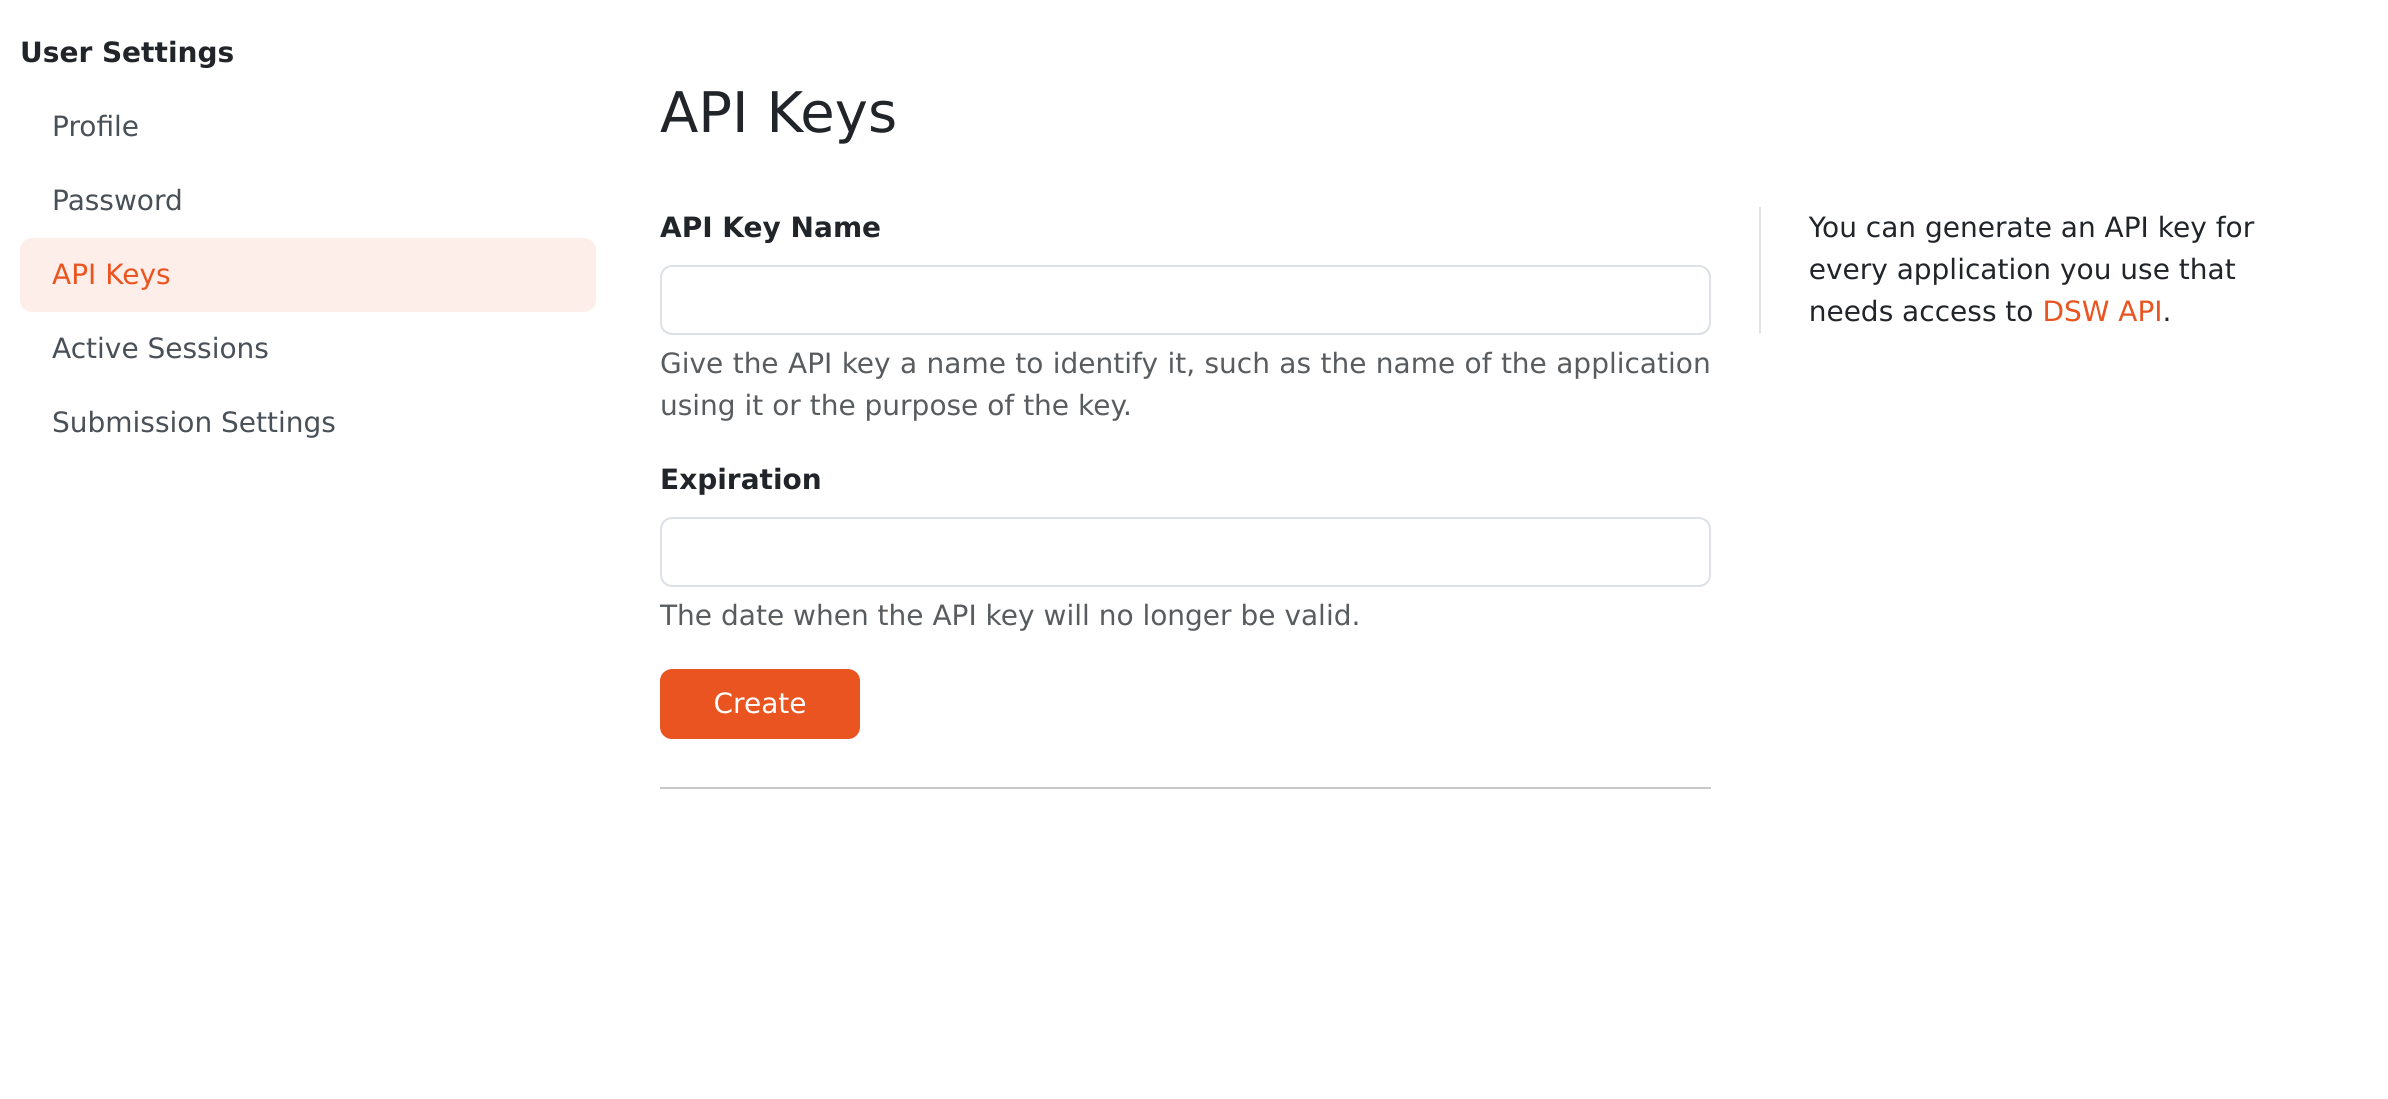 User Settings
Profile
Password
API Keys
Active Sessions
Submission Settings
API Keys
API Key Name
Give the API key a name to identify it, such as the name of the application
using it or the purpose of the key.
Expiration
The date when the API key will no longer be valid.
Create
You can generate an API key for
every application you use that
needs access to DSW API.